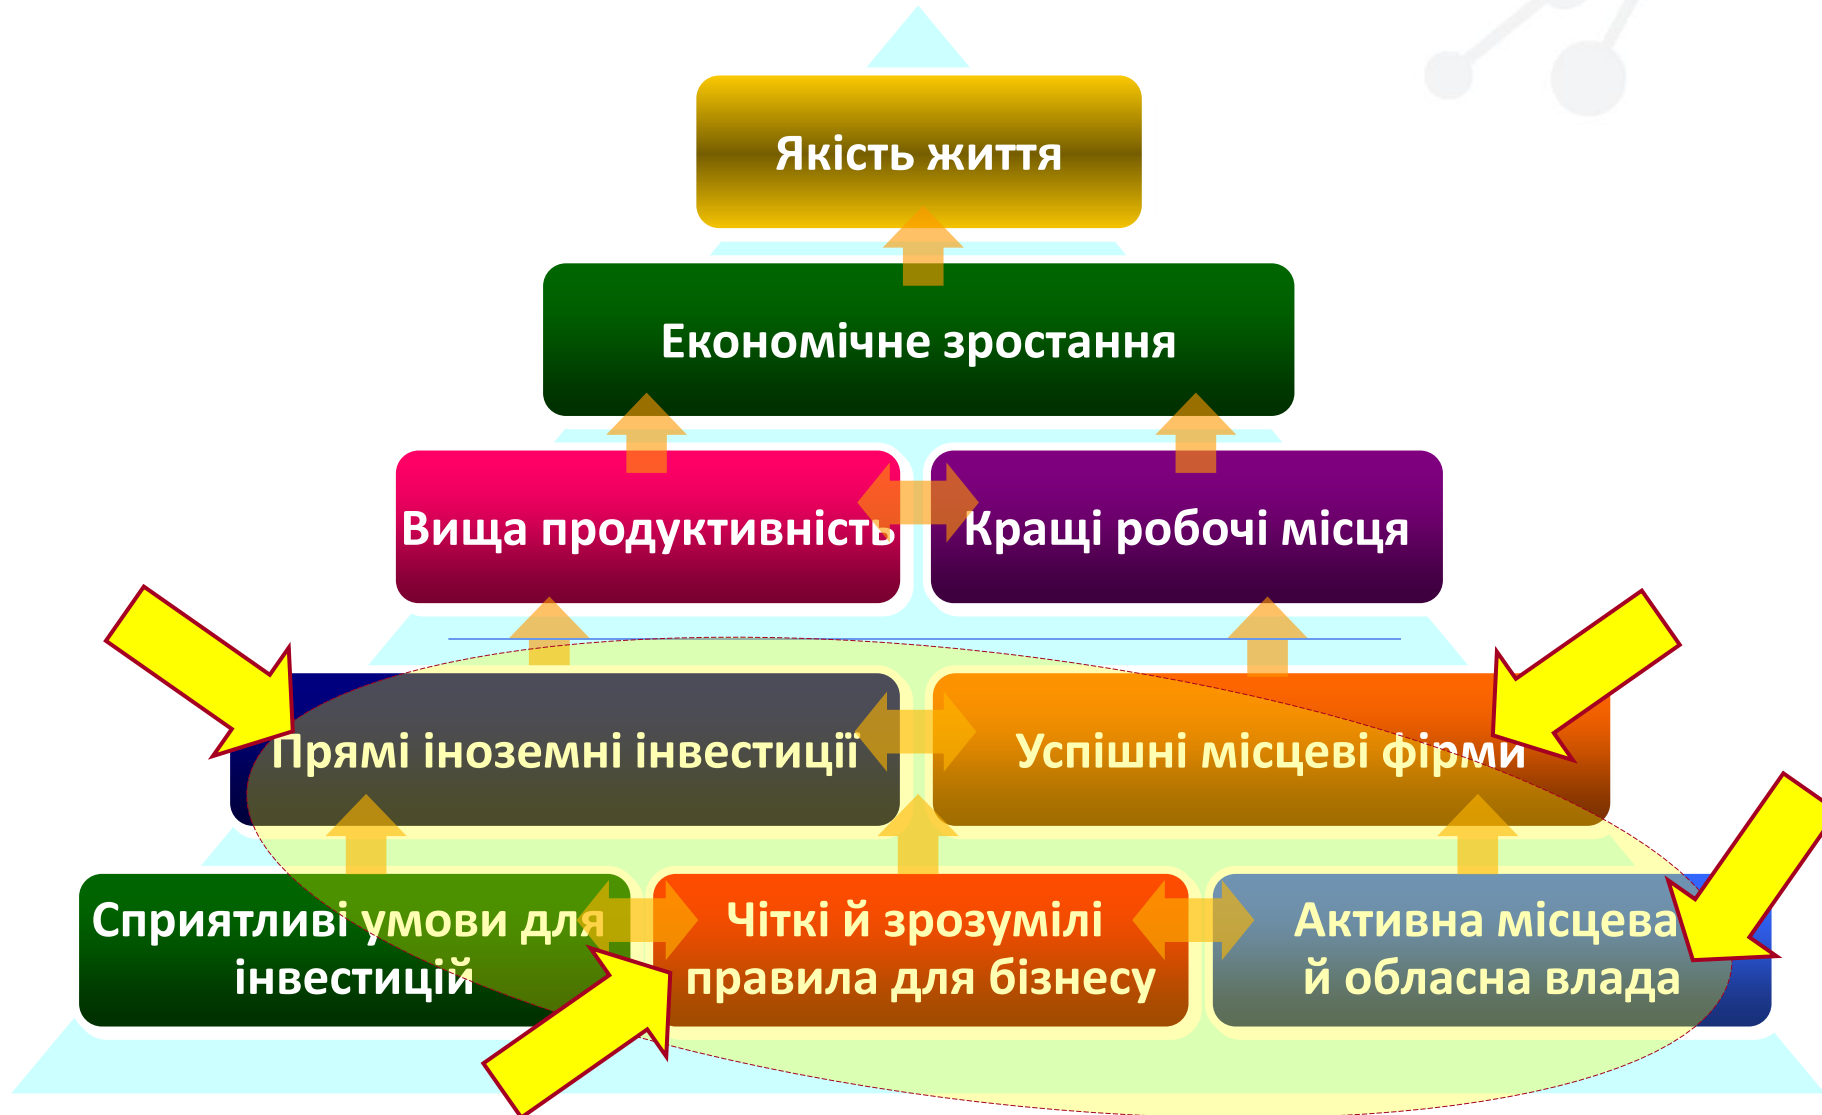 Якість життя
Економічне зростання
Вища продуктивність
Кращі робочі місця
Прямі іноземні інвестиції
Успішні місцеві фірми
Сприятливі умови для
інвестицій
Чіткі й зрозумілі
правила для бізнесу
Активна місцева
й обласна влада